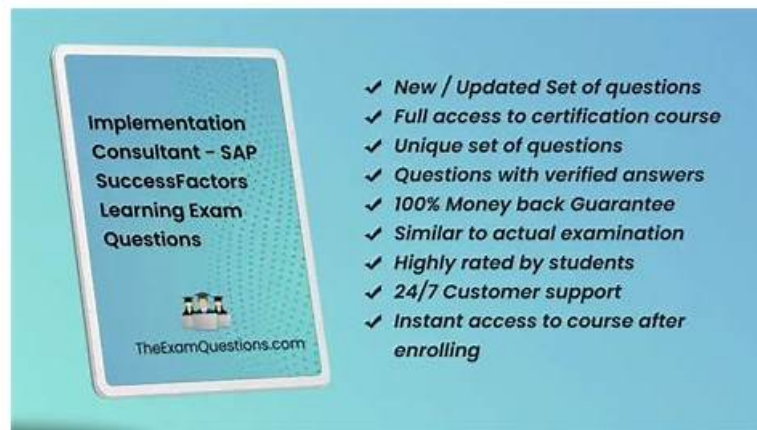 Implementation
Consultant - SAP
SuccessFactors
Learning Exam
Questions
TheExamQuestions.com
New / Updated Set of questions
Full access to certification course
Unique set of questions
Questions with verified answers
100% Money back Guarantee
Similar to actual examination
Highly rated by students
24/7 Customer support
Instant access to course after
enrolling